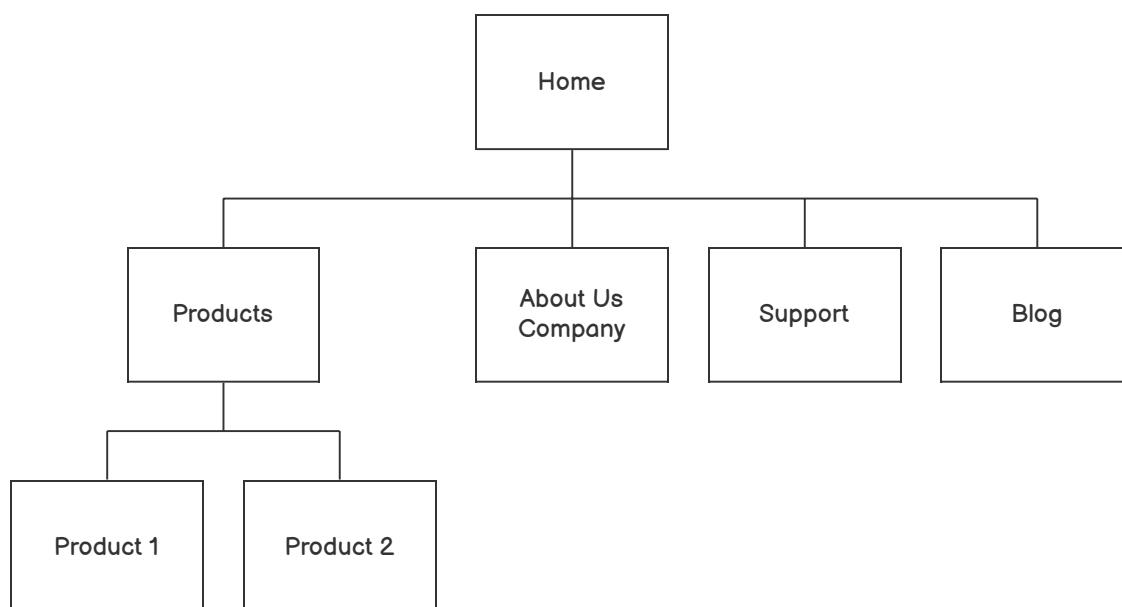 Home
Products
About Us
Company
Support
Blog
Product 1
Product 2